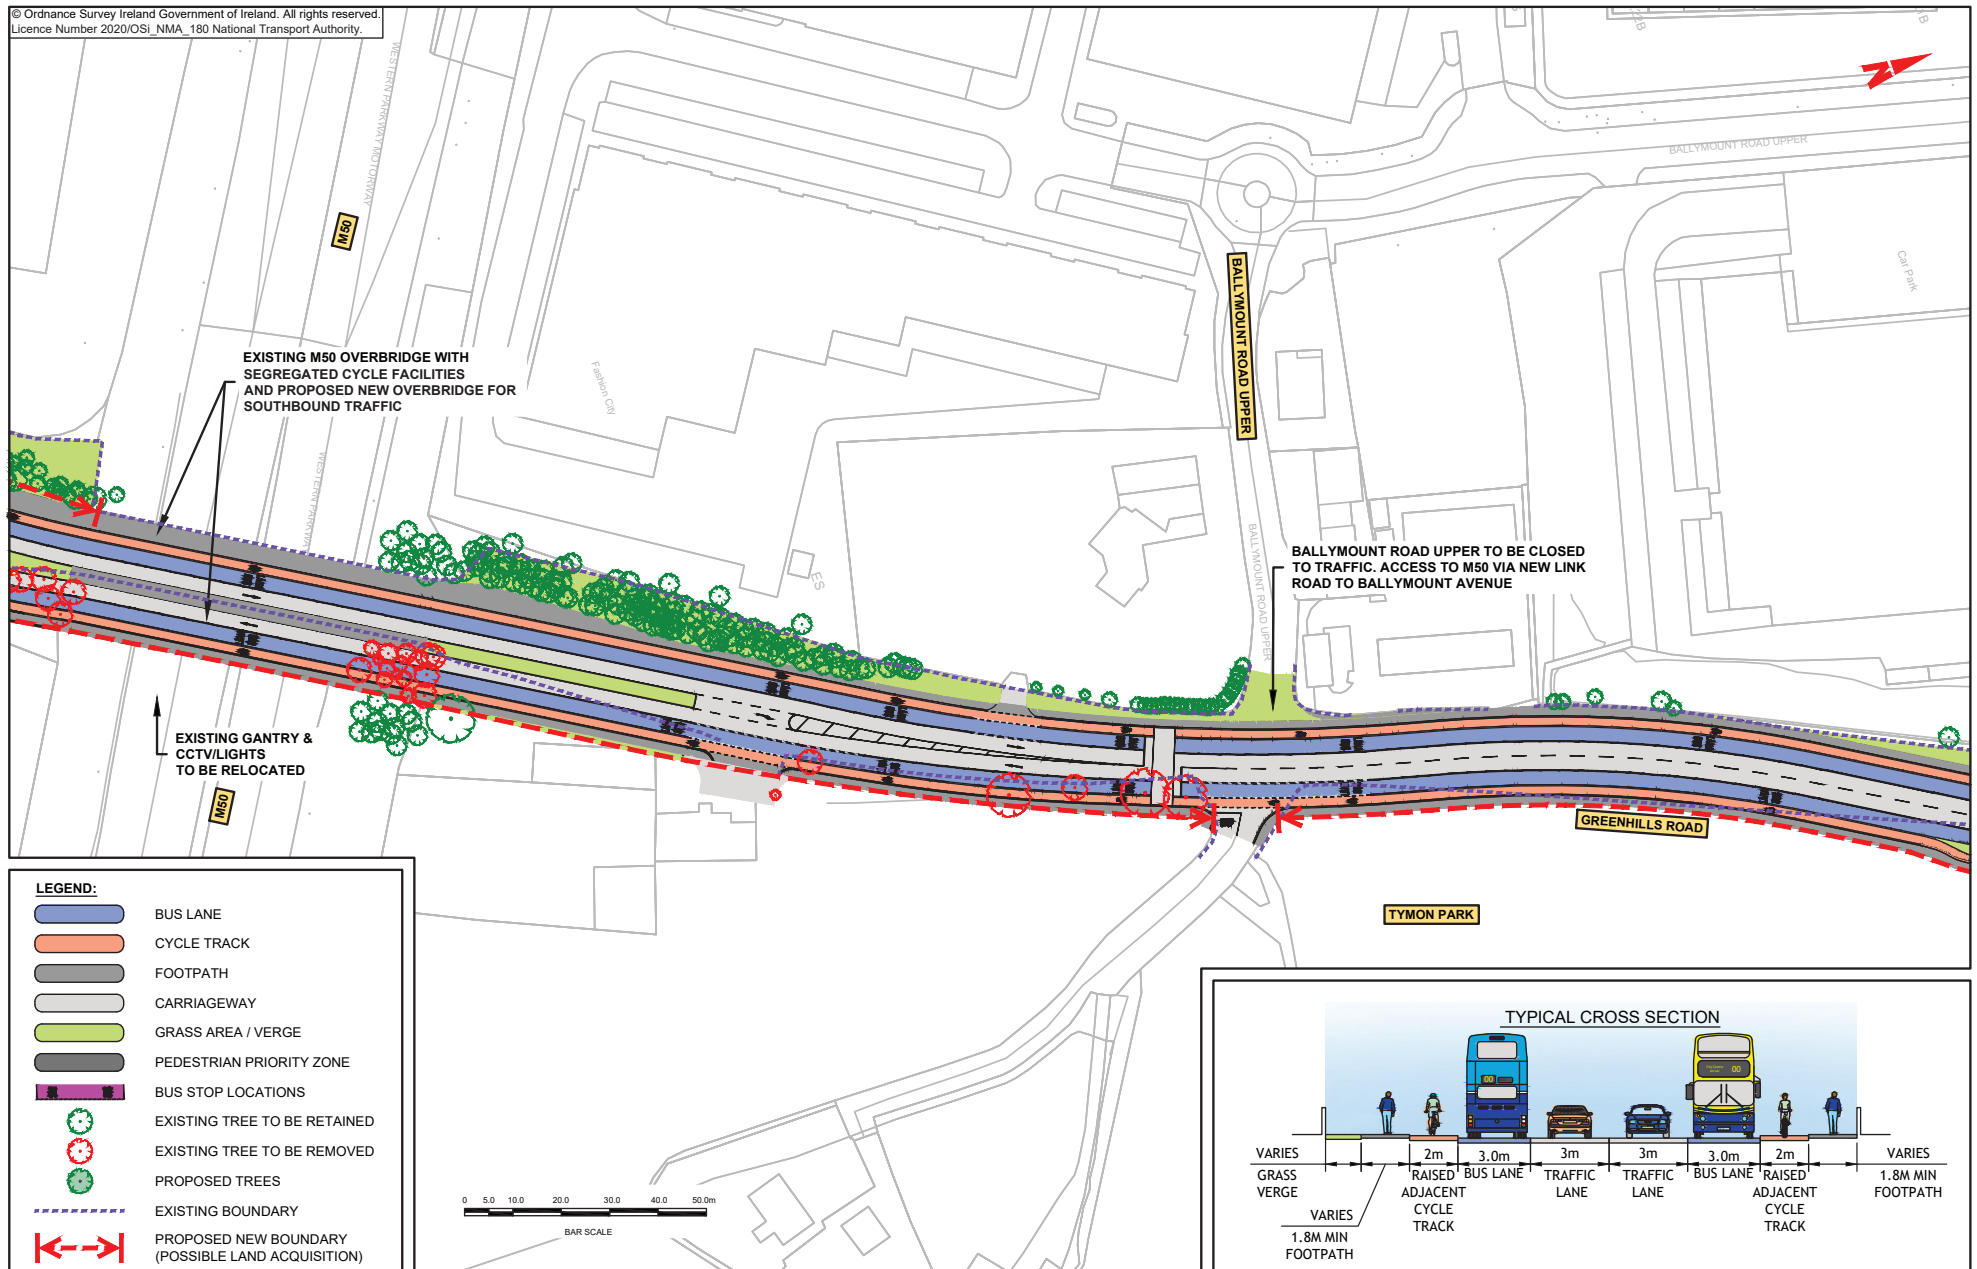 © Ordnance Survey Ireland Government of Ireland. All rights reserved.
Licence Number 2020/OSi_NMA_180 National Transport Authority.
WESTERN PARKWAY MOTORWAY
M50
BALLYMOUNT ROAD UPPER
BALLYMOUNT ROAD UPPER
Car Park
EXISTING M50 OVERBRIDGE WITH
SEGREGATED CYCLE FACILITIES
AND PROPOSED NEW OVERBRIDGE FOR
SOUTHBOUND TRAFFIC
Fashion City
WESTERN PARKWA
ES
BALLYMOUNT ROAD UPPER
BALLYMOUNT ROAD UPPER TO BE CLOSED
TO TRAFFIC. ACCESS TO M50 VIA NEW LINK
ROAD TO BALLYMOUNT AVENUE
EXISTING GANTRY &
CCTV/LIGHTS
TO BE RELOCATED
M50
GREENHILLS ROAD
TYMON PARK
LEGEND:
BUS LANE
CYCLE TRACK
FOOTPATH
CARRIAGEWAY
GRASS AREA / VERGE
PEDESTRIAN PRIORITY ZONE
BUS STOP LOCATIONS
EXISTING TREE TO BE RETAINED
EXISTING TREE TO BE REMOVED
PROPOSED TREES
EXISTING BOUNDARY
PROPOSED NEW BOUNDARY
(POSSIBLE LAND ACQUISITION)
0 5.0 10.0 20.0 30.0 40.0 50.0m
BAR SCALE
TYPICAL CROSS SECTION
00
00
VARIES 2m 3.0m 3m 3m 3.0m 2m VARIES
GRASS
VERGE
VARIES
1.8M MIN
FOOTPATH
RAISED
ADJACENT
CYCLE
TRACK
BUS LANE
TRAFFIC
LANE
TRAFFIC
LANE
BUS LANE
RAISED
ADJACENT
CYCLE
TRACK
1.8M MIN
FOOTPATH